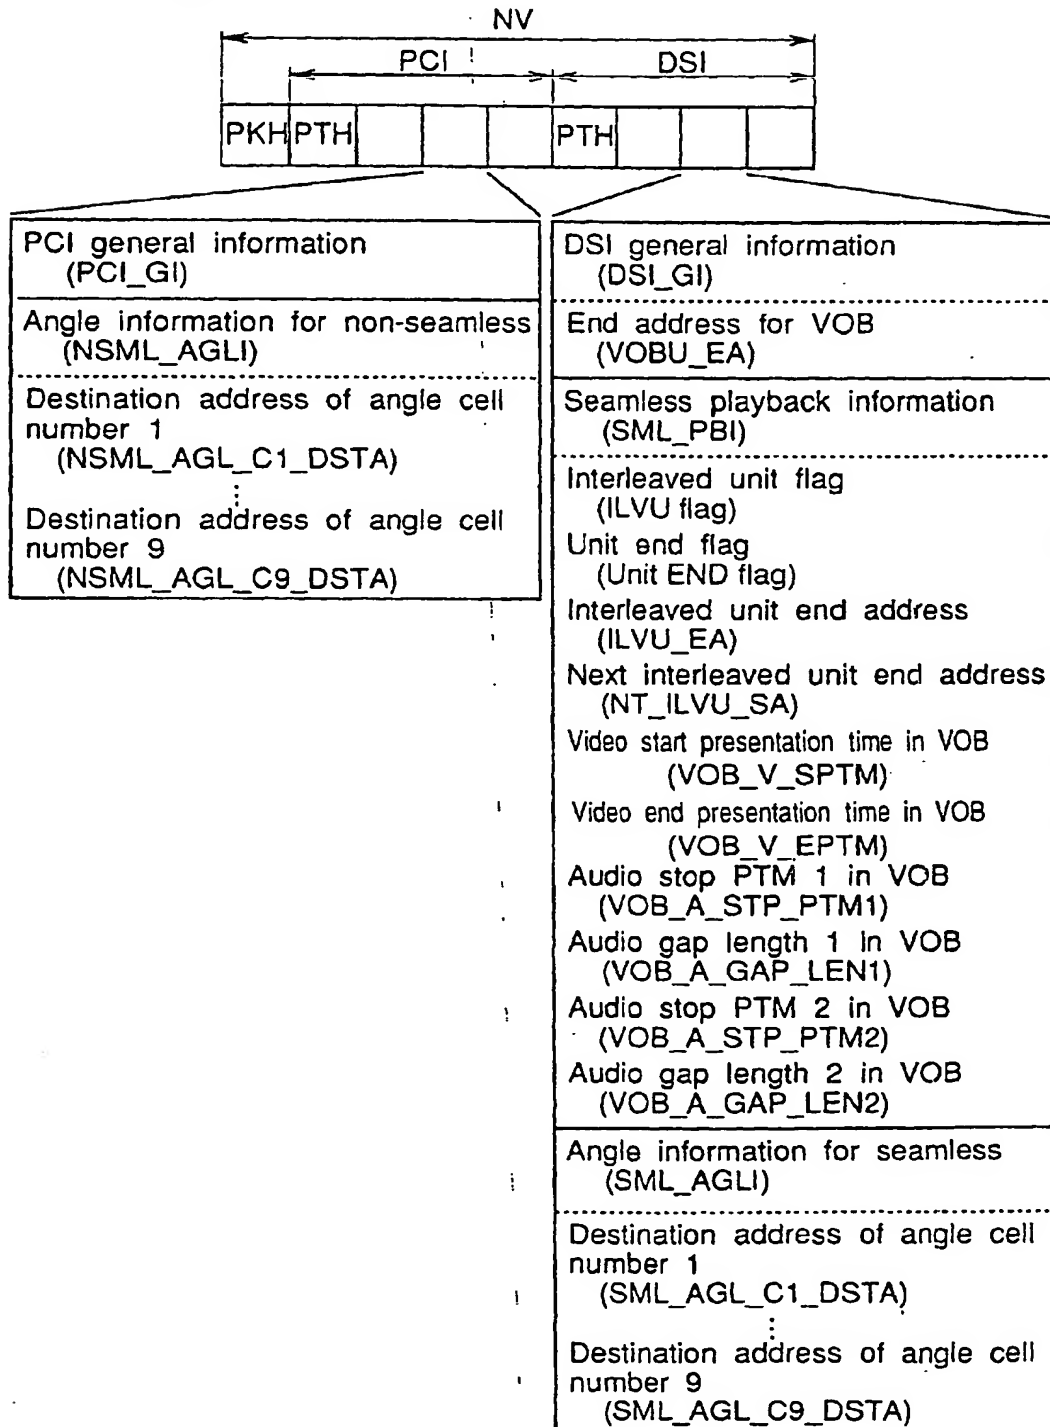 NV
PCI
DSI
PKH PTH PTH
PCI general information
(PCI_GI)
Angle information for non-seamless
(NSML_AGLI)
Destination address of angle cell
number 1
(NSML_AGL_C1_DSTA)
Destination address of angle cell
number 9
(NSML_AGL_C9_DSTA)
DSI general information
(DSI_GI)
End address for VOB
(VOBU_EA)
Seamless playback information
(SML_PBI)
Interleaved unit flag
(ILVU flag)
Unit end flag
(Unit END flag)
Interleaved unit end address
(ILVU_EA)
Next interleaved unit end address
(NT_ILVU_SA)
Video start presentation time in VOB
(VOB_V_SPTM)
Video end presentation time in VOB
(VOB_V_EPTM)
Audio stop PTM 1 in VOB
(VOB_A_STP_PTM1)
Audio gap length 1 in VOB
(VOB_A_GAP_LEN1)
Audio stop PTM 2 in VOB
(VOB_A_STP_PTM2)
Audio gap length 2 in VOB
(VOB_A_GAP_LEN2)
Angle information for seamless
(SML_AGLI)
Destination address of angle cell
number 1
(SML_AGL_C1_DSTA)
Destination address of angle cell
number 9
(SML_AGL_C9_DSTA)